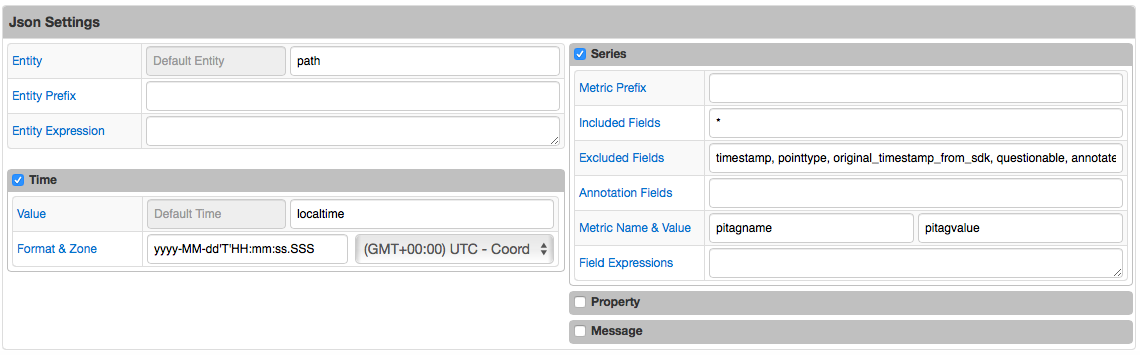 Json Settings
Entity Default Entity path
Entity Prefix
Entity Expression
Time
Value Default Time localtime
Format & Zone yyyy-MM-dd'T'HH:mm:ss.SSS (GMT+00:00) UTC - Coord
Series
Metric Prefix
Included Fields *
Excluded Fields timestamp, pointtype, original_timestamp_from_sdk, questionable, annotate
Annotation Fields
Metric Name & Value pitagname pitagvalue
Field Expressions
Property
Message